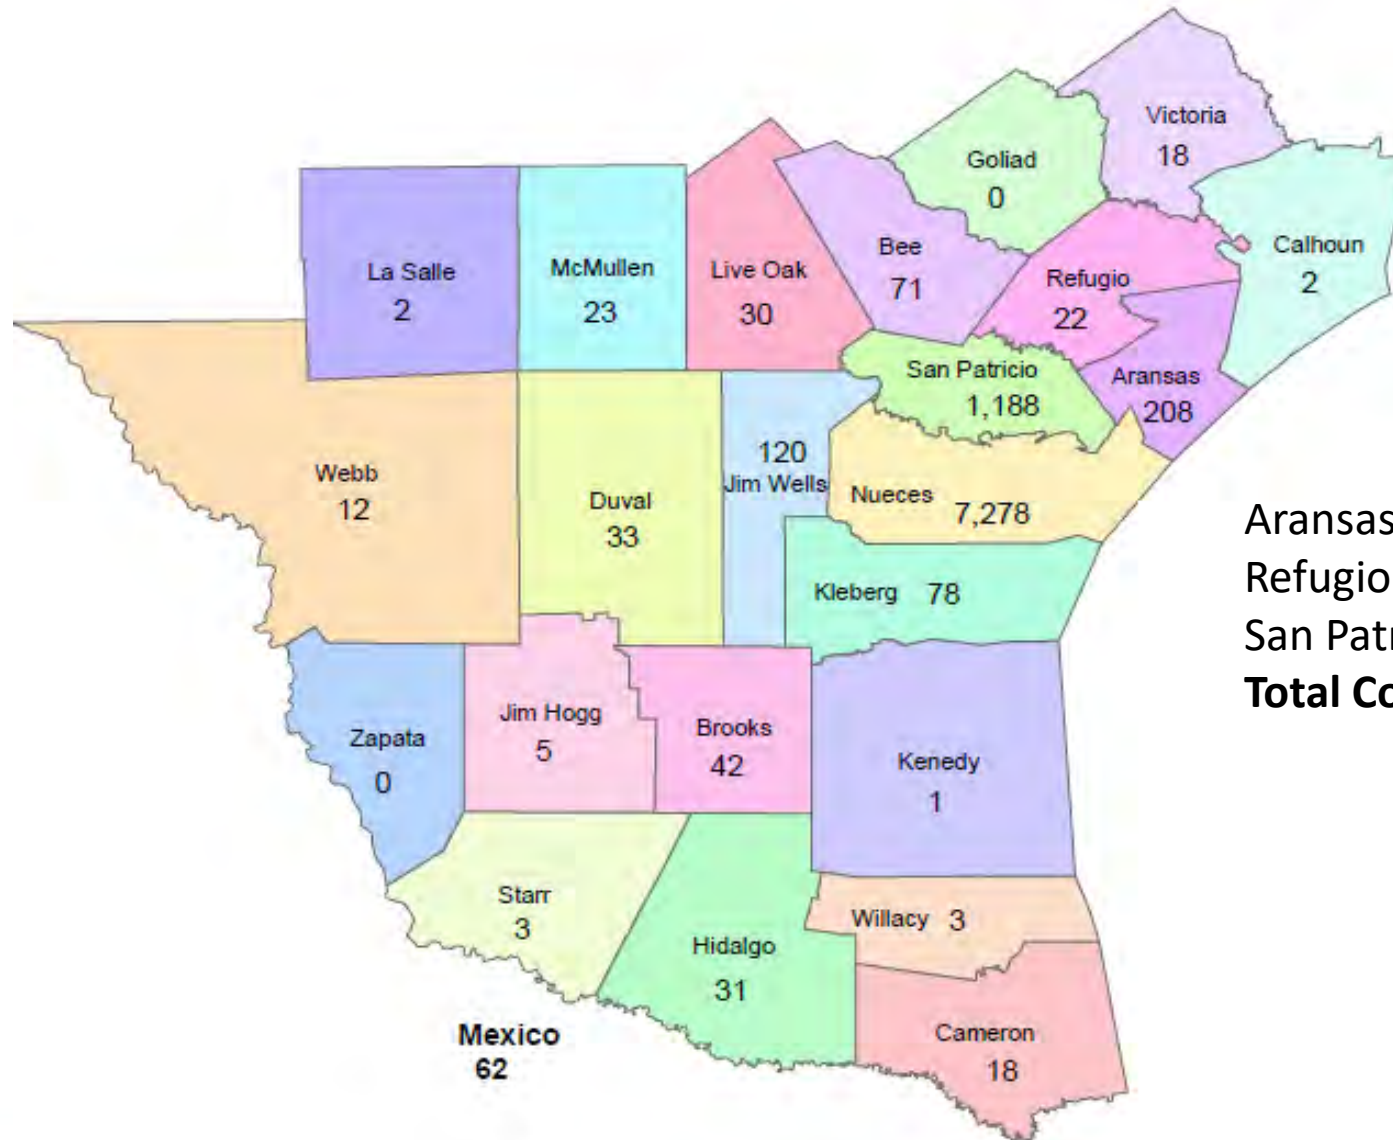 Victoria
18
Goliad
0
Calhoun
2
Bee
71
Refugio
22
La Salle
2
McMullen
23
Live Oak
30
San Patricio
1,188
Aransas
208
Webb
12
Duval
33
120
Jim Wells
Nueces 7,278
Kleberg 78
Aransas
Refugio
San Patr
Total Co
Zapata
0
Jim Hogg
5
Brooks
42
Kenedy
1
Starr
3
Hidalgo
31
Willacy 3
Cameron
18
Mexico
62